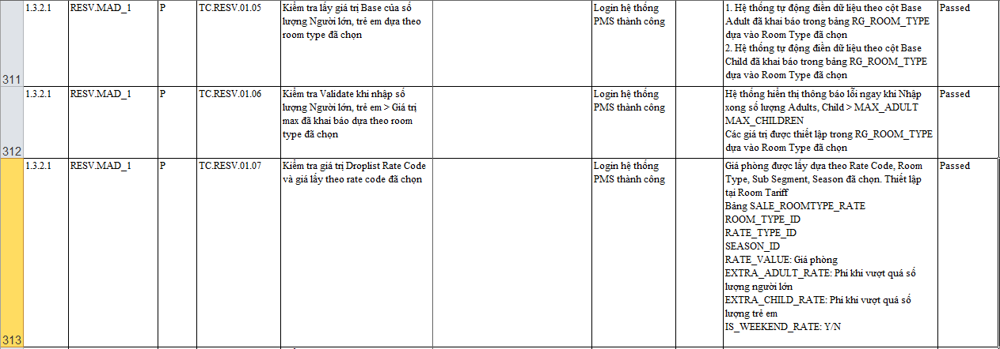 1.3.2.1 RESV.MAD_1 P TC.RESV.01.05 Kiểm tra lấy giá trị Base của số Login hệ thống 1. Hệ thống tự động điền dữ liệu theo cột Base Passed
lượng Người lớn, trẻ em dựa theo PMS thành công Adult đã khai báo trong bảng RG_ROOM_TYPE
room type đã chọn dựa vào Room Type đã chọn
2. Hệ thống tự động điền dữ liệu theo cột Base
Child đã khai báo trong bảng RG_ROOM_TYPE
311 dựa vào Room Type đã chọn
1.3.2.1 RESV.MAD_1 P TC.RESV.01.06 Kiểm tra Validate khi nhập số Login hệ thống Hệ thống hiển thị thông báo lỗi ngay khi Nhập Passed
lượng Người lớn, trẻ em > Giá trị PMS thành công xong số lượng Adults, Child > MAX_ADULT
max đã khai báo dựa theo room MAX_CHILDREN
type đã chọn Các giá trị được thiết lập trong RG_ROOM_TYPE
312 dựa vào Room Type đã chọn
1.3.2.1 RESV.MAD_1 P TC.RESV.01.07 Kiểm tra giá trị Droplist Rate Code Login hệ thống Giá phòng được lấy dựa theo Rate Code, Room Passed
và giá lấy theo rate code đã chọn PMS thành công Type, Sub Segment, Season đã chọn. Thiết lập
tại Room Tariff
Bảng SALE_ROOMTYPE_RATE
ROOM_TYPE_ID
RATE_TYPE_ID
SEASON_ID
RATE_VALUE: Giá phòng
EXTRA_ADULT_RATE: Phí khi vượt quá số
lượng người lớn
EXTRA_CHILD_RATE: Phí khi vượt quá số
lượng trẻ em
IS_WEEKEND_RATE: Y/N
313